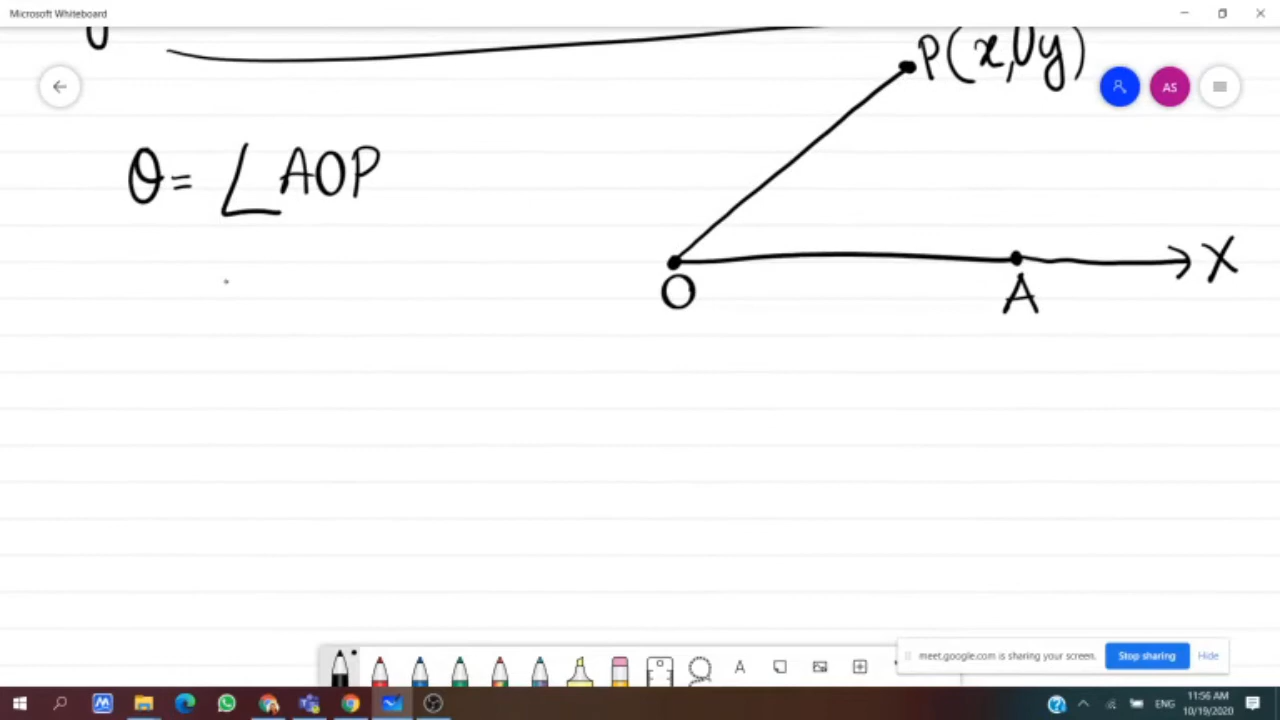 Microsoft Whiteboard
P(x, y)
AS
θ = ∠AOP
X
O
A
A
meet.google.com is sharing your screen.
Stop sharing
Hide
ENG
11:56 AM
10/19/2020